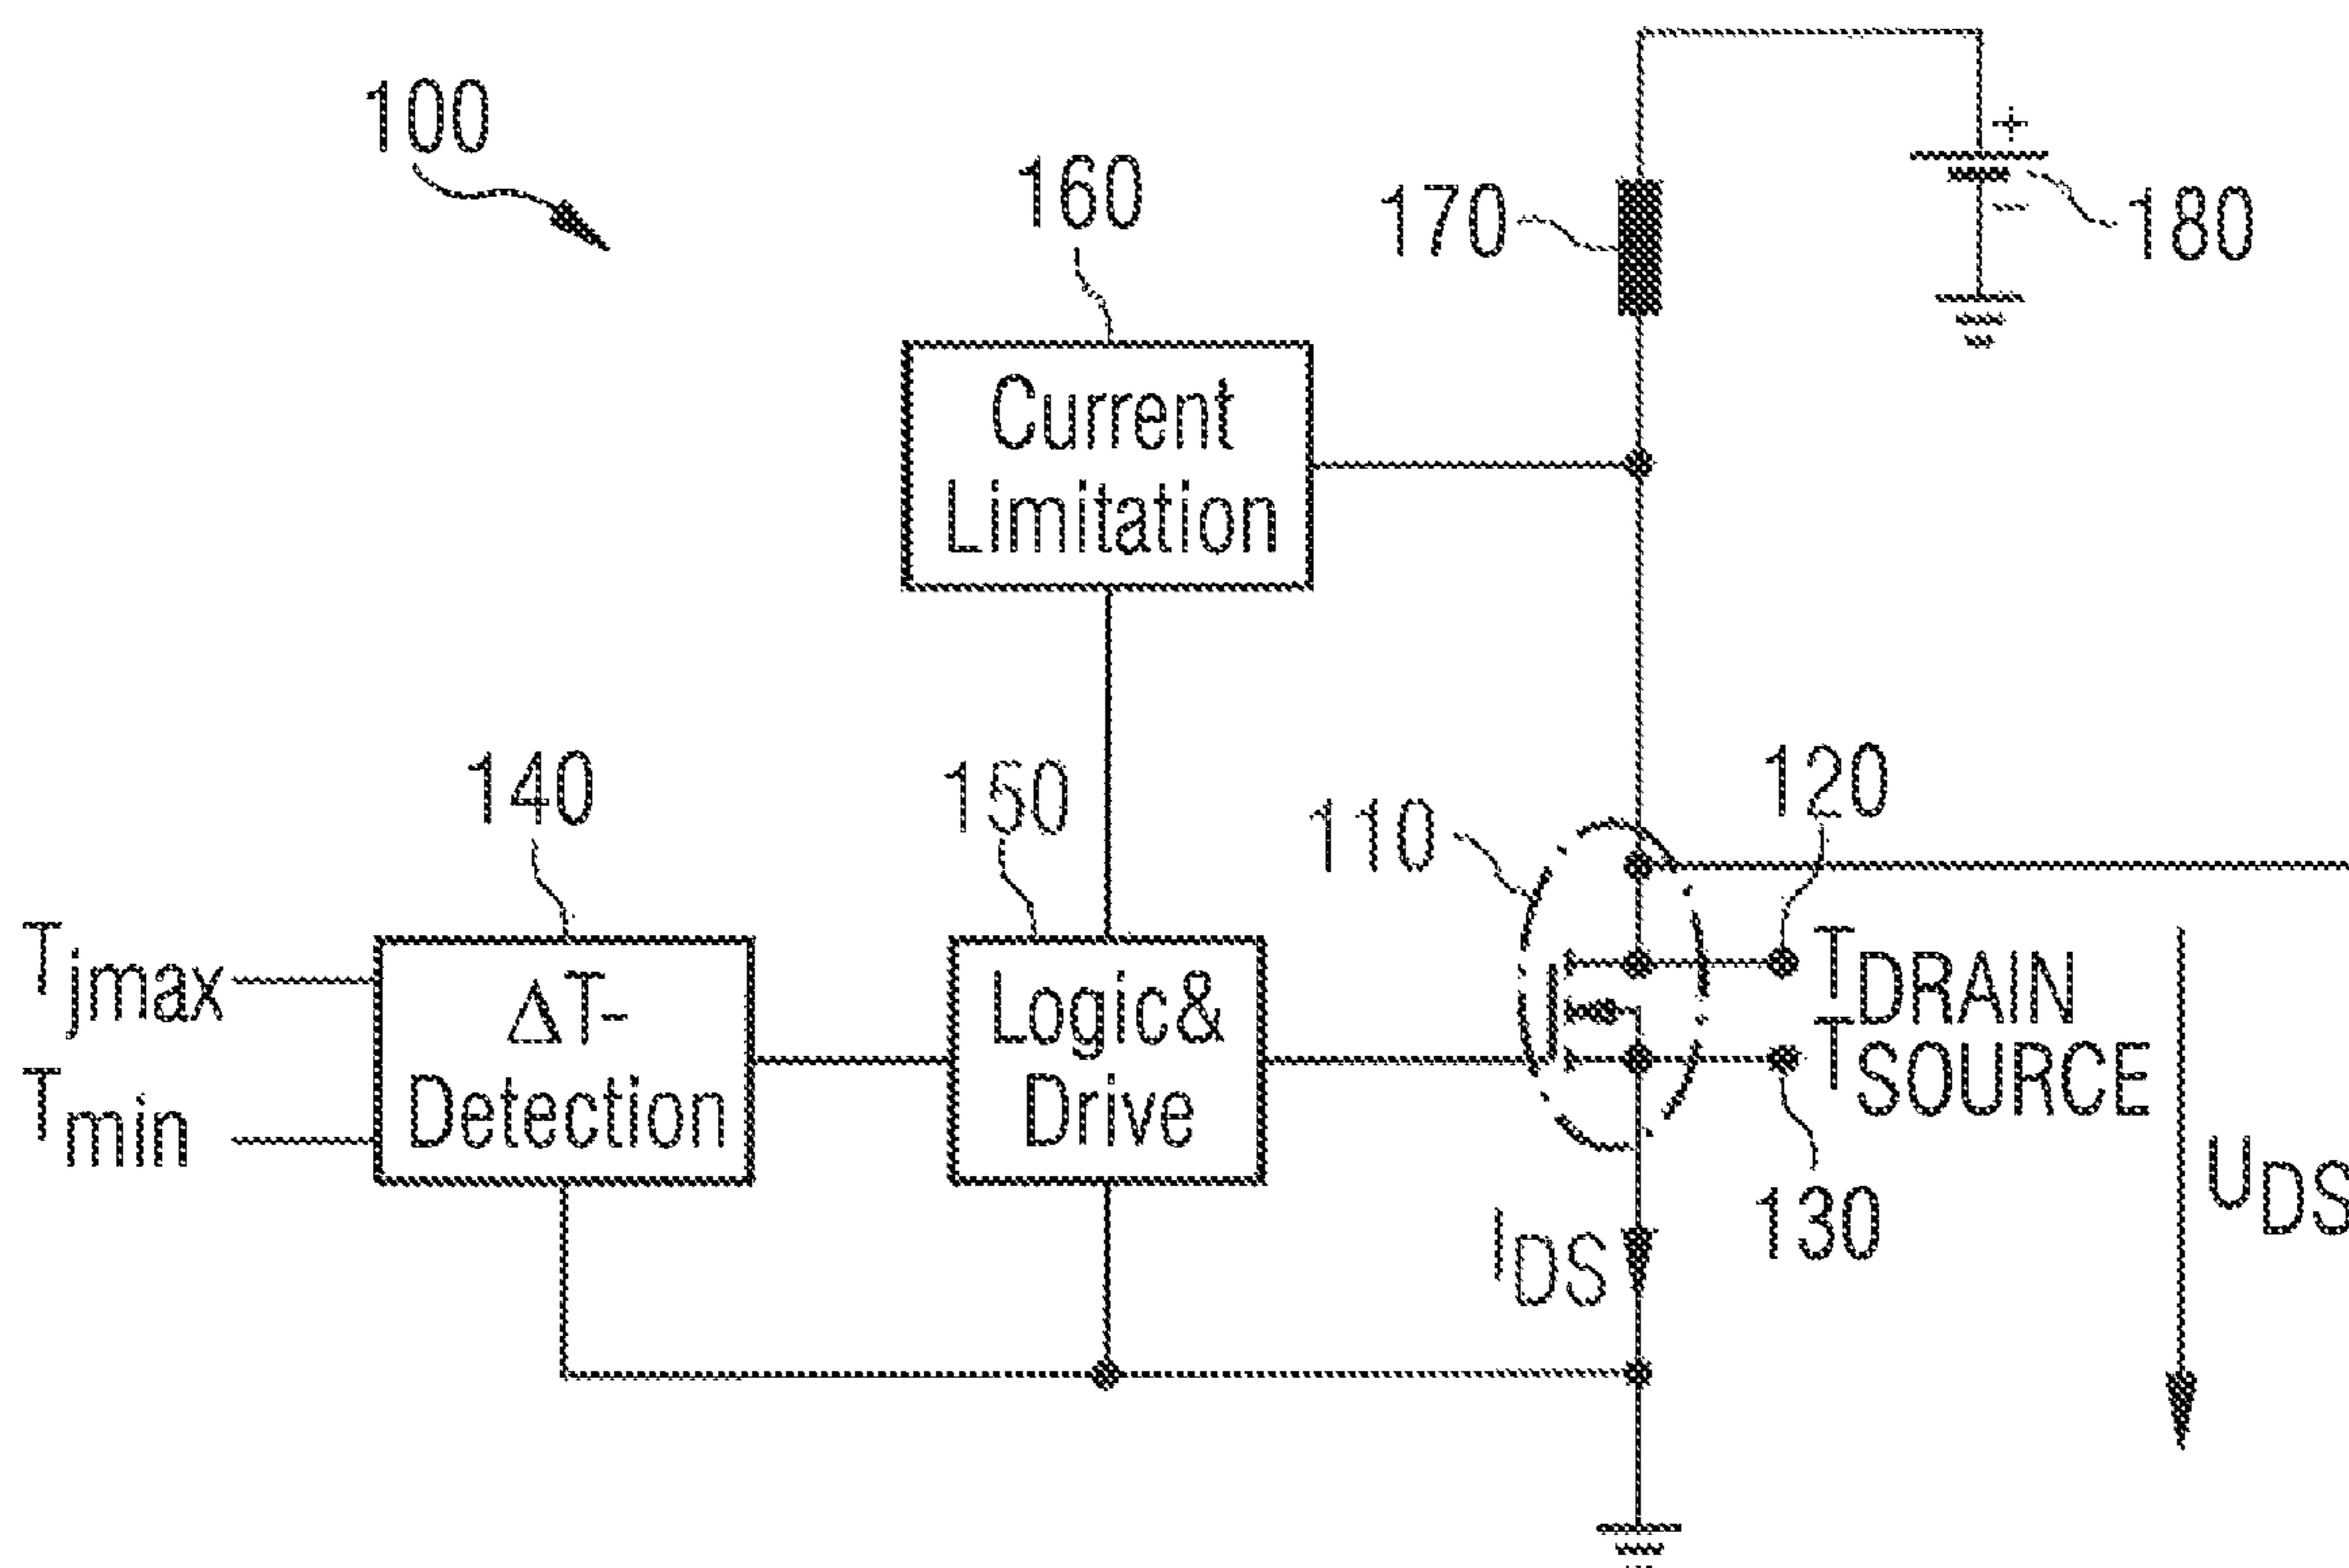 100
160
170
+
-
180
Current
Limitation
140
150
110
120
Tjmax
Tmin
ΔT-
Detection
Logic&
Drive
TDRAIN
TSOURCE
130
IDS
UDS